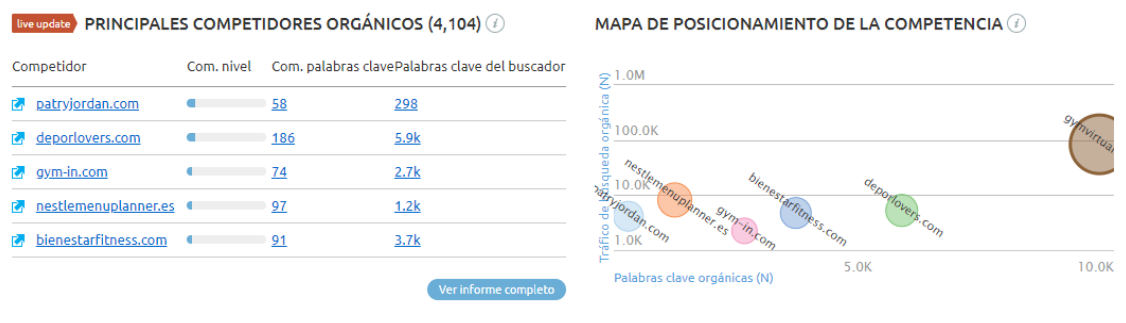 live update PRINCIPALES COMPETIDORES ORGÁNICOS (4,104) i
Competidor Com. nivel Com. palabras clave Palabras clave del buscador
patryjordan.com 58 298
deporlovers.com 186 5.9k
gym-in.com 74 2.7k
nestlemenuplanner.es 97 1.2k
bienestarfitness.com 91 3.7k
Ver informe completo
MAPA DE POSICIONAMIENTO DE LA COMPETENCIA i
Tráfico de búsqueda orgánica (N)
1.0M
100.0K
10.0K
1.0K
gymvirtual
nestlemenuplanner.es
bienestarfitness.com
deporlovers.com
patryjordan.com
gym-in.com
5.0K
10.0K
Palabras clave orgánicas (N)